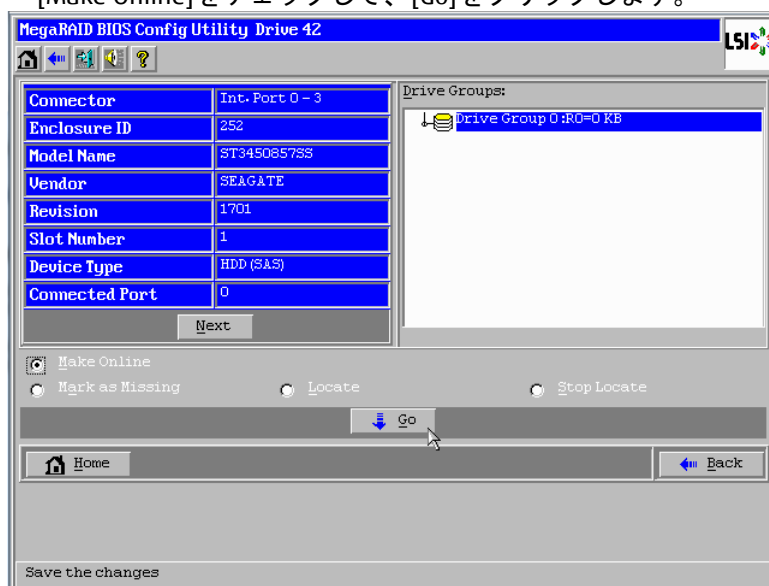 [Make Online]をチェックして、[Go]をクリックします。
MegaRAID BIOS Config Utility Drive 42
LSI
Connector Int. Port 0 - 3
Enclosure ID 252
Model Name ST3450857SS
Vendor SEAGATE
Revision 1701
Slot Number 1
Device Type HDD (SAS)
Connected Port 0
Next
Drive Groups:
Drive Group 0 :R0=0 KB
Make Online
Mark as Missing Locate Stop Locate
Go
Home Back
Save the changes